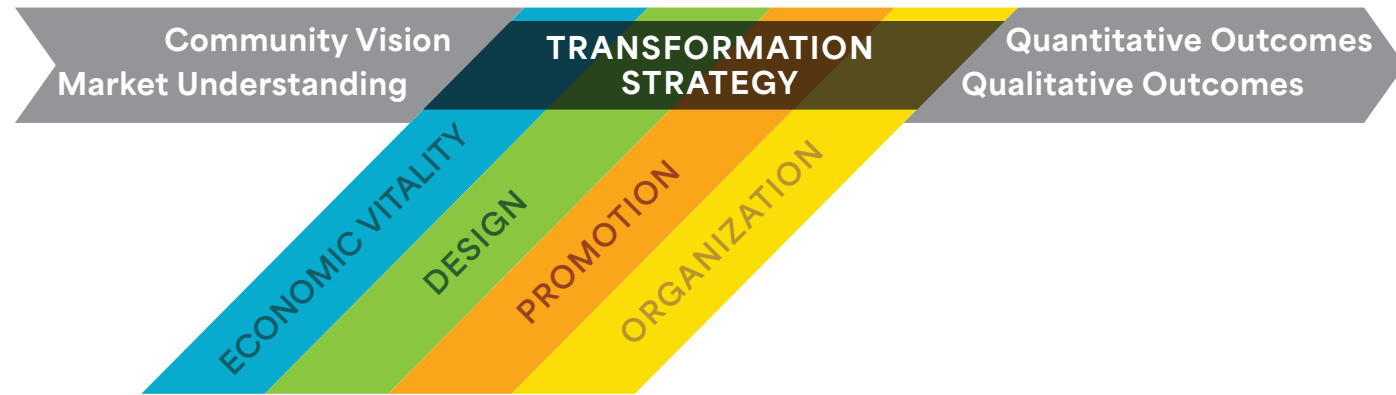 Community Vision
Market Understanding
TRANSFORMATION
STRATEGY
Quantitative Outcomes
Qualitative Outcomes
ECONOMIC VITALITY
DESIGN
PROMOTION
ORGANIZATION